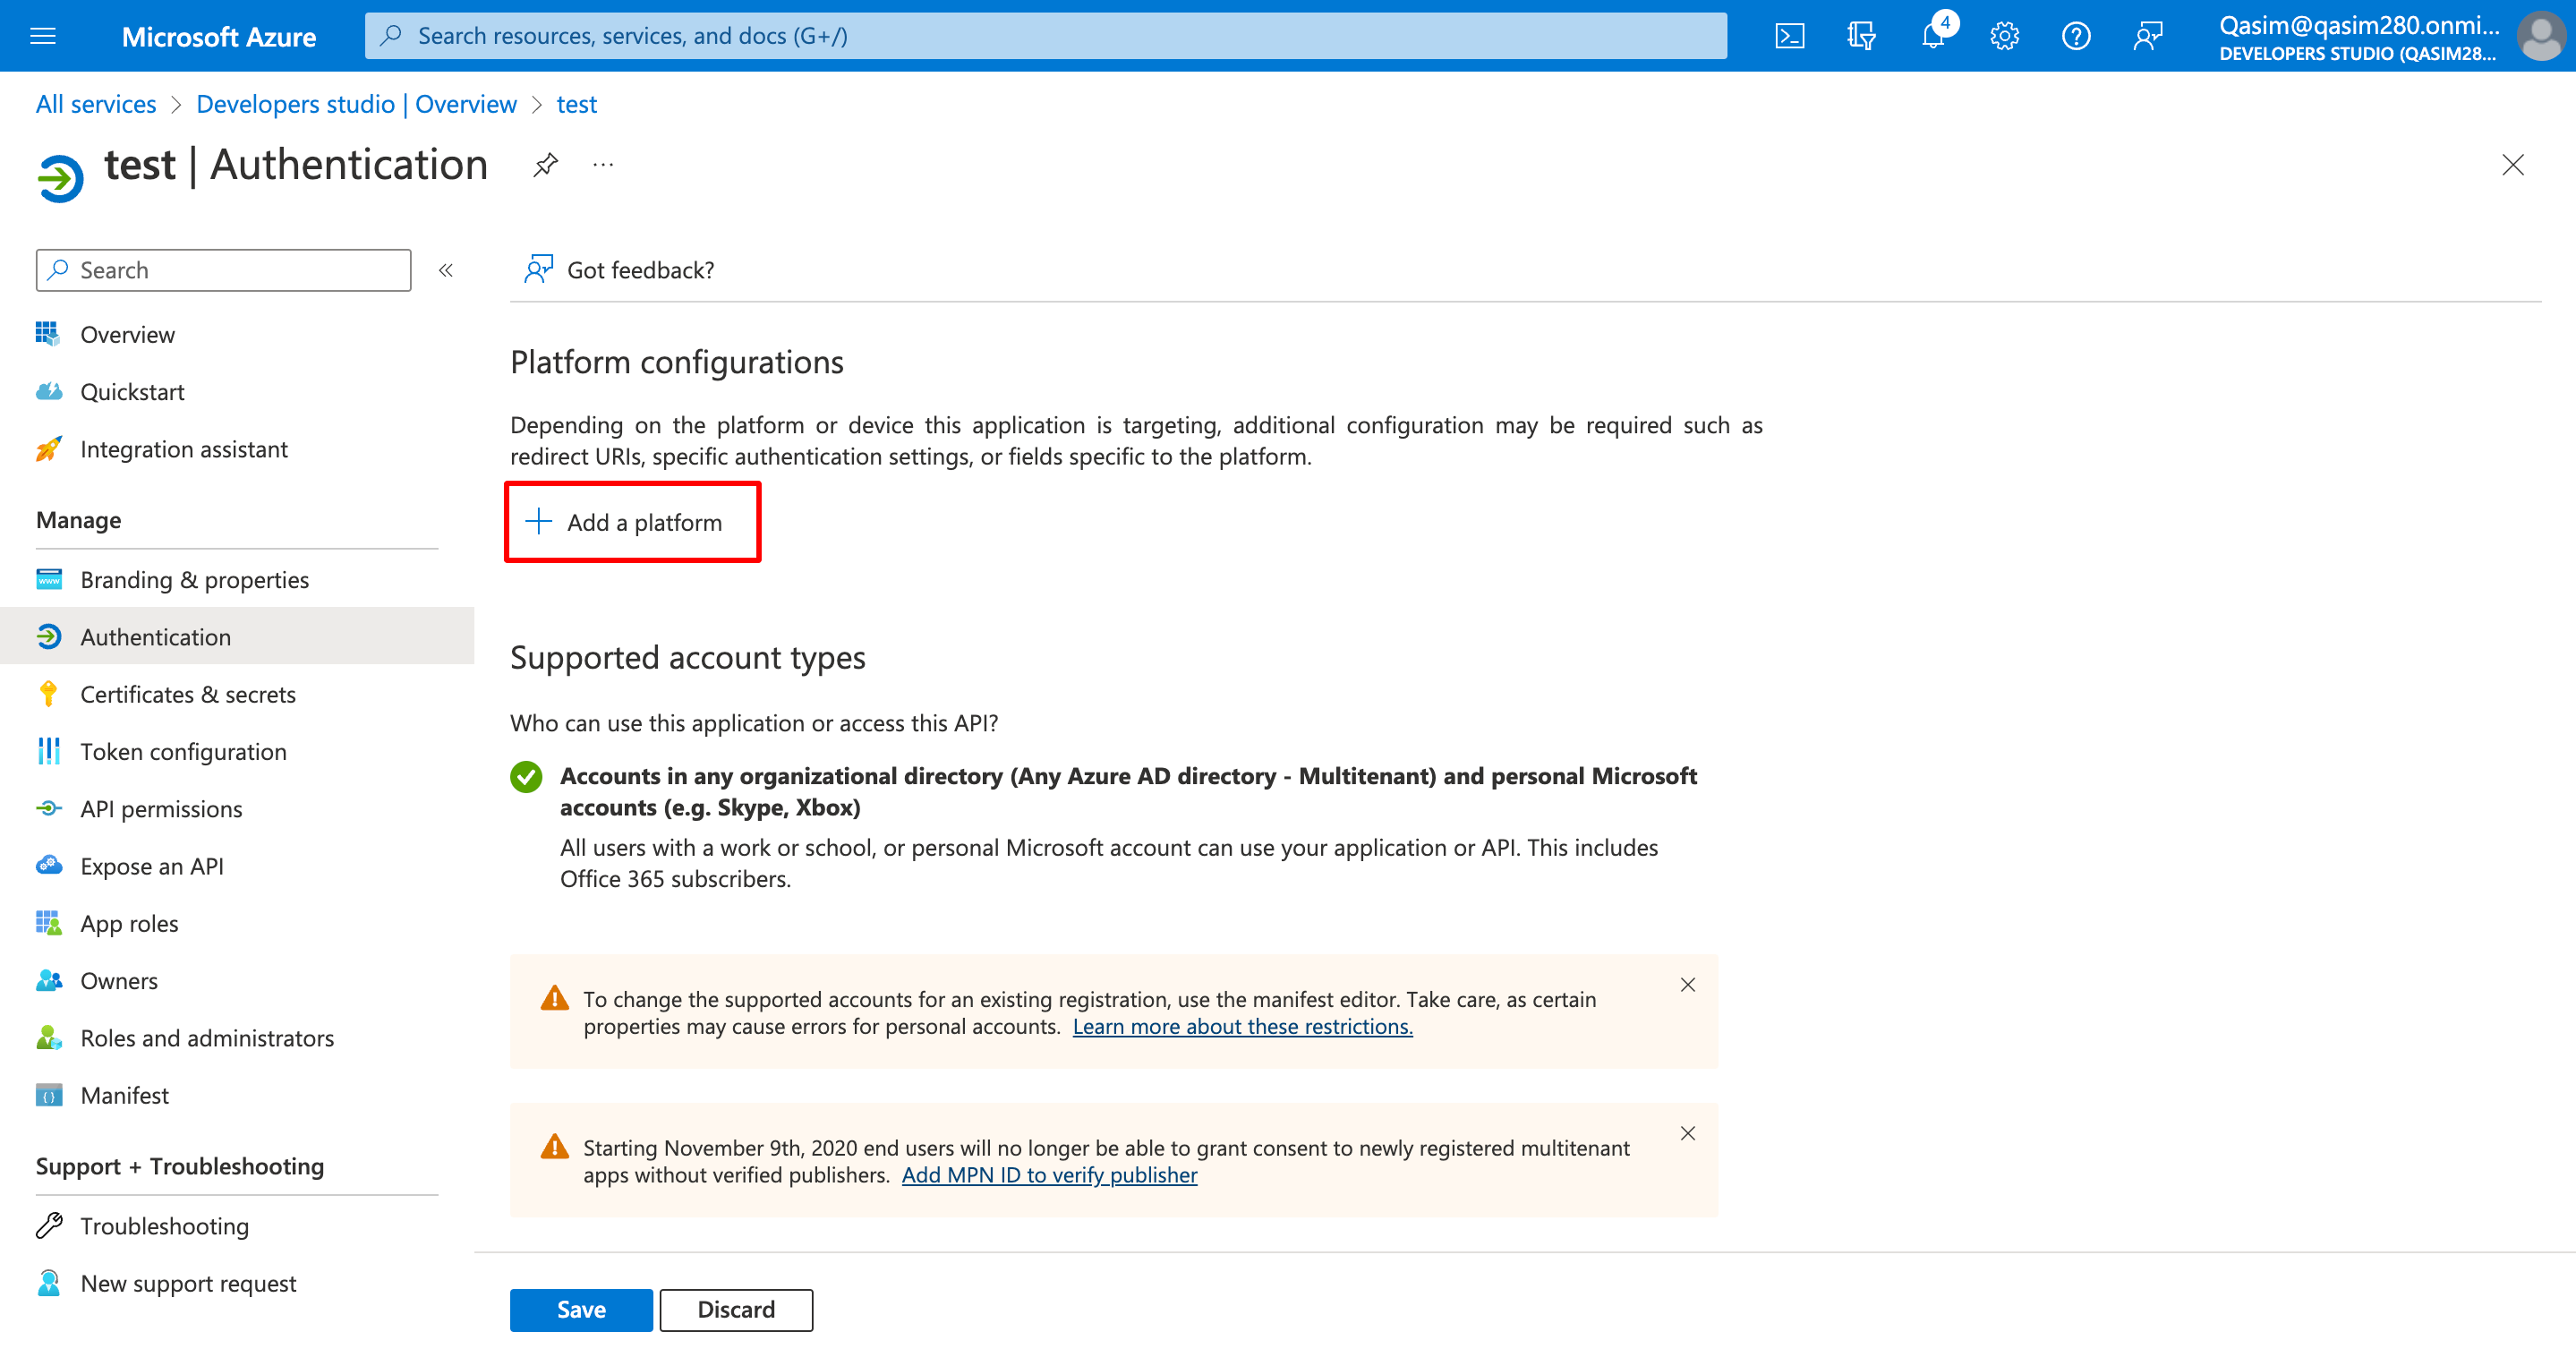 Microsoft Azure
Search resources, services, and docs (G+/)
4
Qasim@qasim280.onmi...
DEVELOPERS STUDIO (QASIM28...
All services > Developers studio | Overview > test
test | Authentication
...
Search
«
Got feedback?
Overview
Quickstart
Integration assistant
Manage
Branding & properties
Authentication
Certificates & secrets
Token configuration
API permissions
Expose an API
App roles
Owners
Roles and administrators
Manifest
Support + Troubleshooting
Troubleshooting
New support request
Platform configurations
Depending on the platform or device this application is targeting, additional configuration may be required such as
redirect URIs, specific authentication settings, or fields specific to the platform.
Add a platform
Supported account types
Who can use this application or access this API?
Accounts in any organizational directory (Any Azure AD directory - Multitenant) and personal Microsoft
accounts (e.g. Skype, Xbox)
All users with a work or school, or personal Microsoft account can use your application or API. This includes
Office 365 subscribers.
To change the supported accounts for an existing registration, use the manifest editor. Take care, as certain
properties may cause errors for personal accounts. Learn more about these restrictions.
Starting November 9th, 2020 end users will no longer be able to grant consent to newly registered multitenant
apps without verified publishers. Add MPN ID to verify publisher
Save
Discard